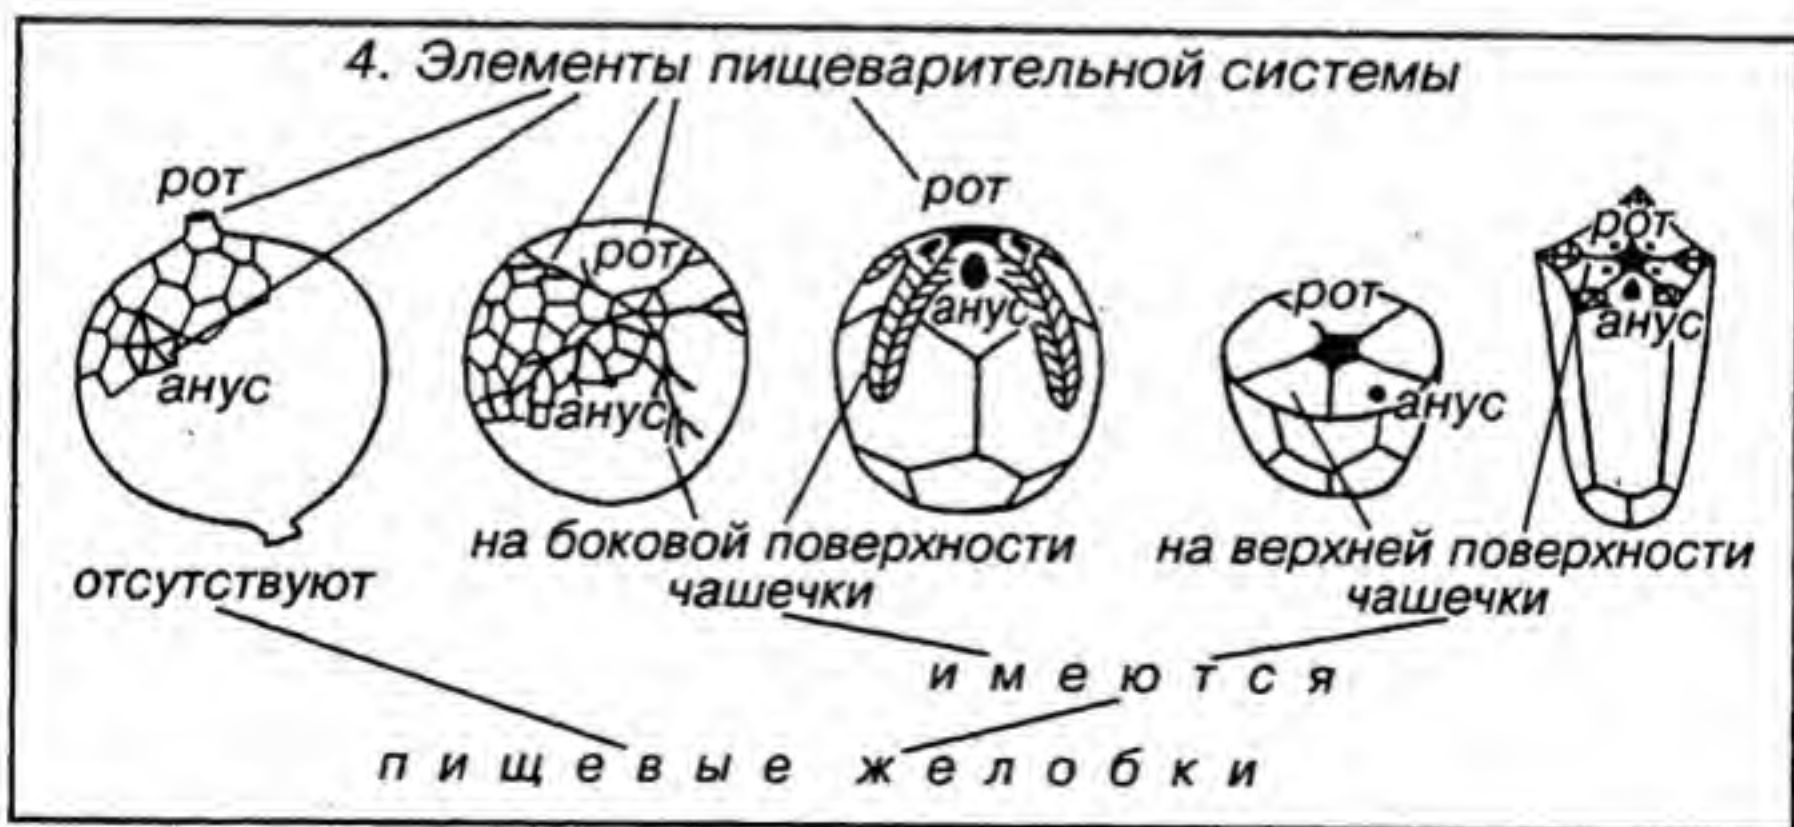 4. Элементы пищеварительной системы
рот
рот
рот
рот
рот
анус
анус
анус
анус
анус
отсутствуют
на боковой поверхности
чашечки
на верхней поверхности
чашечки
имеются
пищевые желобки